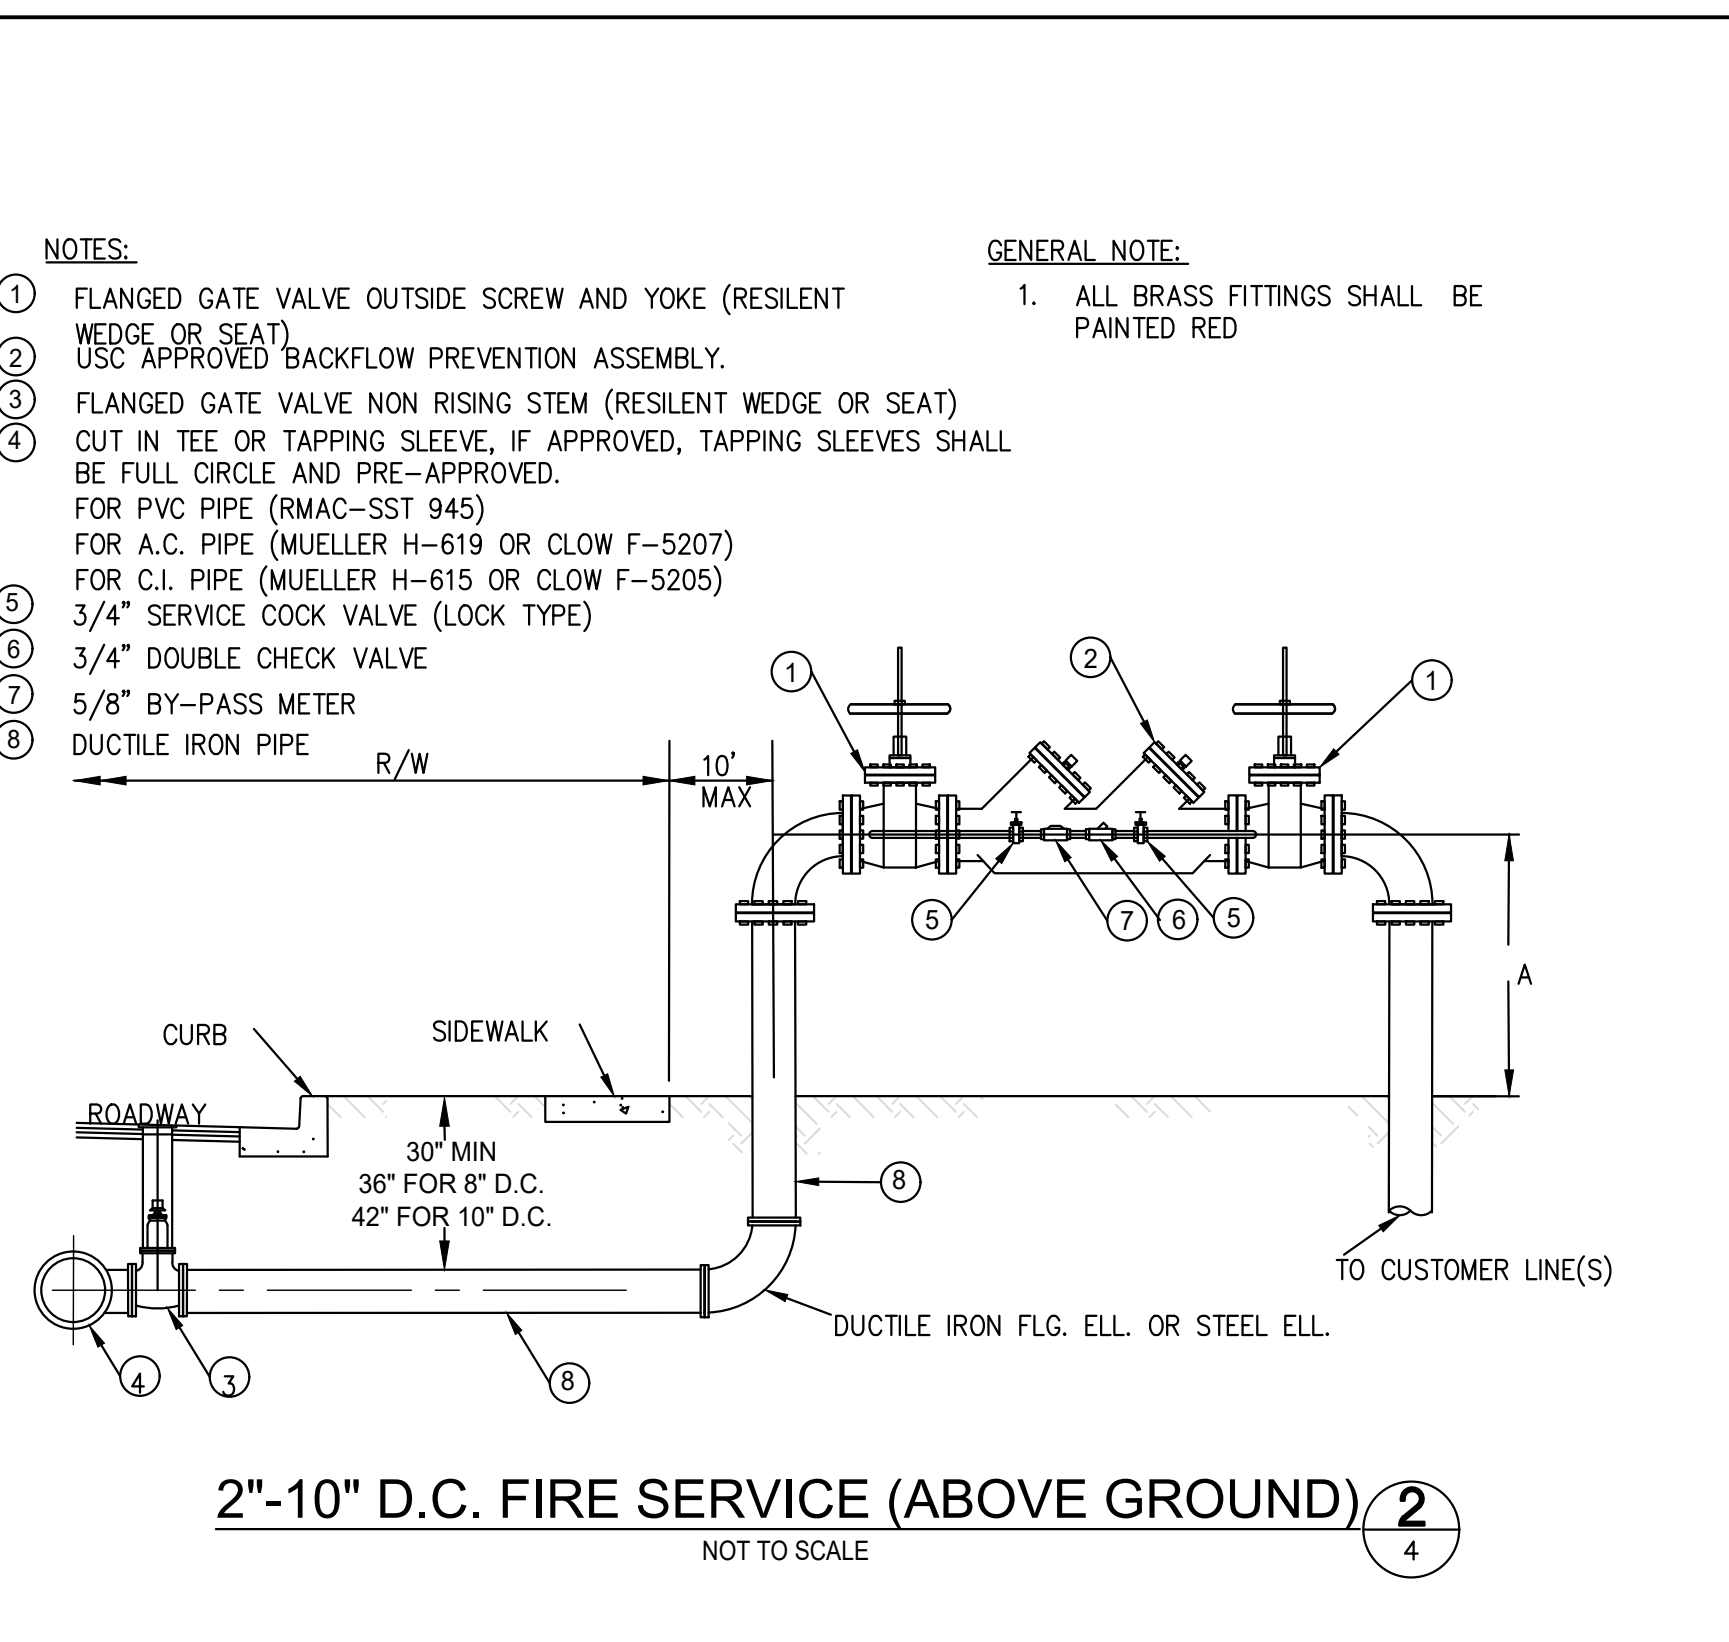 NOTES:
1 FLANGED GATE VALVE OUTSIDE SCREW AND YOKE (RESILENT
WEDGE OR SEAT)
2 USC APPROVED BACKFLOW PREVENTION ASSEMBLY.
3 FLANGED GATE VALVE NON RISING STEM (RESILENT WEDGE OR SEAT)
4 CUT IN TEE OR TAPPING SLEEVE, IF APPROVED, TAPPING SLEEVES SHALL
BE FULL CIRCLE AND PRE-APPROVED.
FOR PVC PIPE (RMAC-SST 945)
FOR A.C. PIPE (MUELLER H-619 OR CLOW F-5207)
FOR C.I. PIPE (MUELLER H-615 OR CLOW F-5205)
5 3/4" SERVICE COCK VALVE (LOCK TYPE)
6 3/4" DOUBLE CHECK VALVE
7 5/8" BY-PASS METER
8 DUCTILE IRON PIPE
GENERAL NOTE:
1. ALL BRASS FITTINGS SHALL BE
PAINTED RED
1
2
1
R/W
10'
MAX
5
7
6
5
A
CURB
SIDEWALK
ROADWAY
30" MIN
36" FOR 8" D.C.
42" FOR 10" D.C.
8
TO CUSTOMER LINE(S)
DUCTILE IRON FLG. ELL. OR STEEL ELL.
4
3
8
2"-10" D.C. FIRE SERVICE (ABOVE GROUND)
NOT TO SCALE
2
4